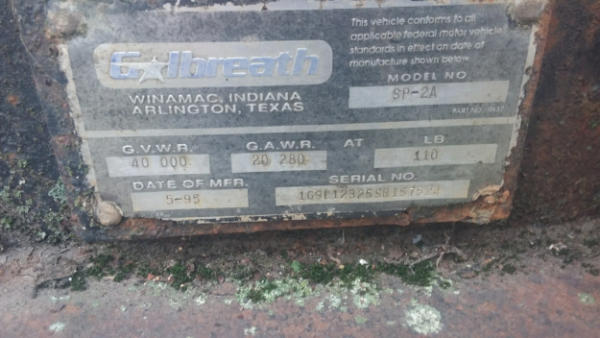 Galbreath
WINAMAC, INDIANA
ARLINGTON, TEXAS
This vehicle conforms to all
applicable federal motor vehicle
standards in effect on date of
manufacture shown below
MODEL NO
SP-2A
PART NO.
G.V.W.R. G.A.W.R. AT LB
40 000 20 280 110
DATE OF MFR. SERIAL NO.
5-95